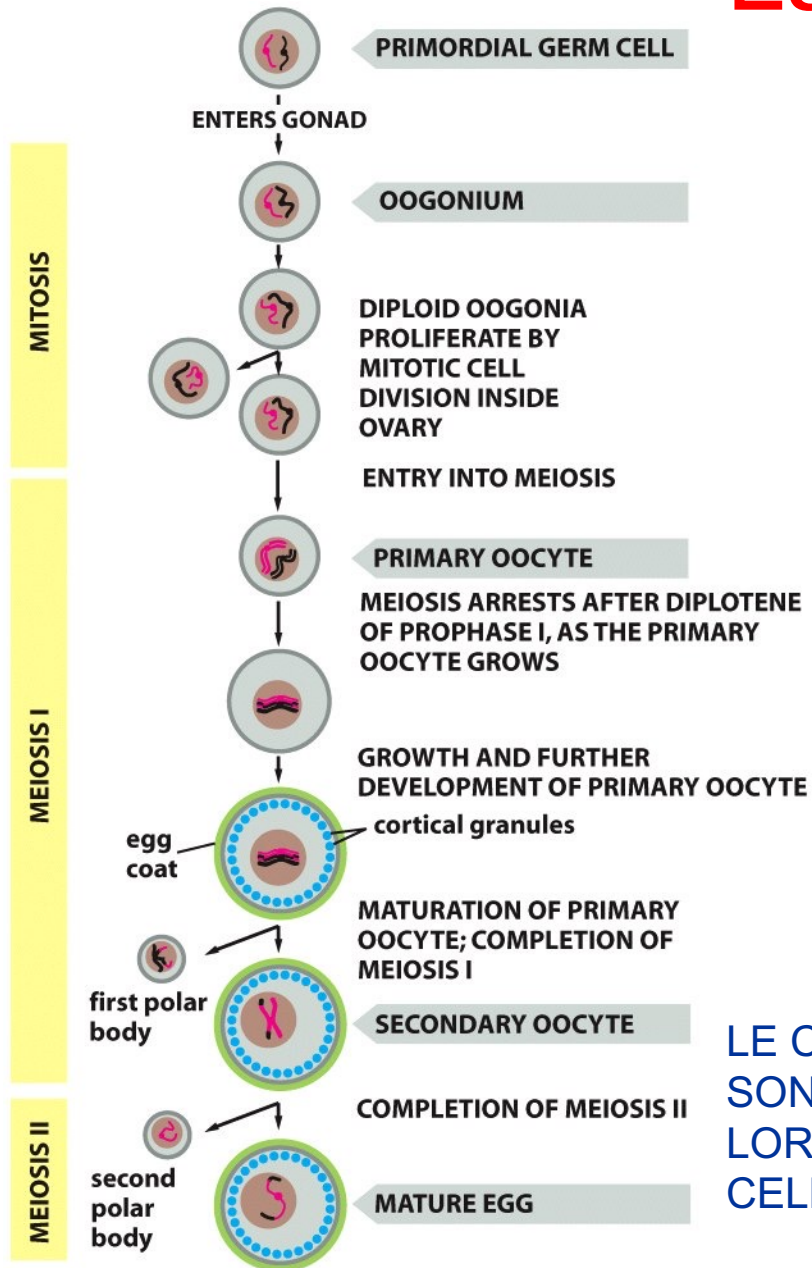 PRIMORDIAL GERM CELL
ENTERS GONAD
MITOSIS
OOGONIUM
DIPLOID OOGONIA
PROLIFERATE BY
MITOTIC CELL
DIVISION INSIDE
OVARY
ENTRY INTO MEIOSIS
MEIOSIS I
PRIMARY OOCYTE
MEIOSIS ARRESTS AFTER DIPLOTENE
OF PROPHASE I, AS THE PRIMARY
OOCYTE GROWS
GROWTH AND FURTHER
DEVELOPMENT OF PRIMARY OOCYTE
egg
coat
cortical granules
MATURATION OF PRIMARY
OOCYTE; COMPLETION OF
MEIOSIS I
first polar
body
SECONDARY OOCYTE
LE
SON
LOR
CELL
COMPLETION OF MEIOSIS II
MEIOSIS II
second
polar
body
MATURE EGG